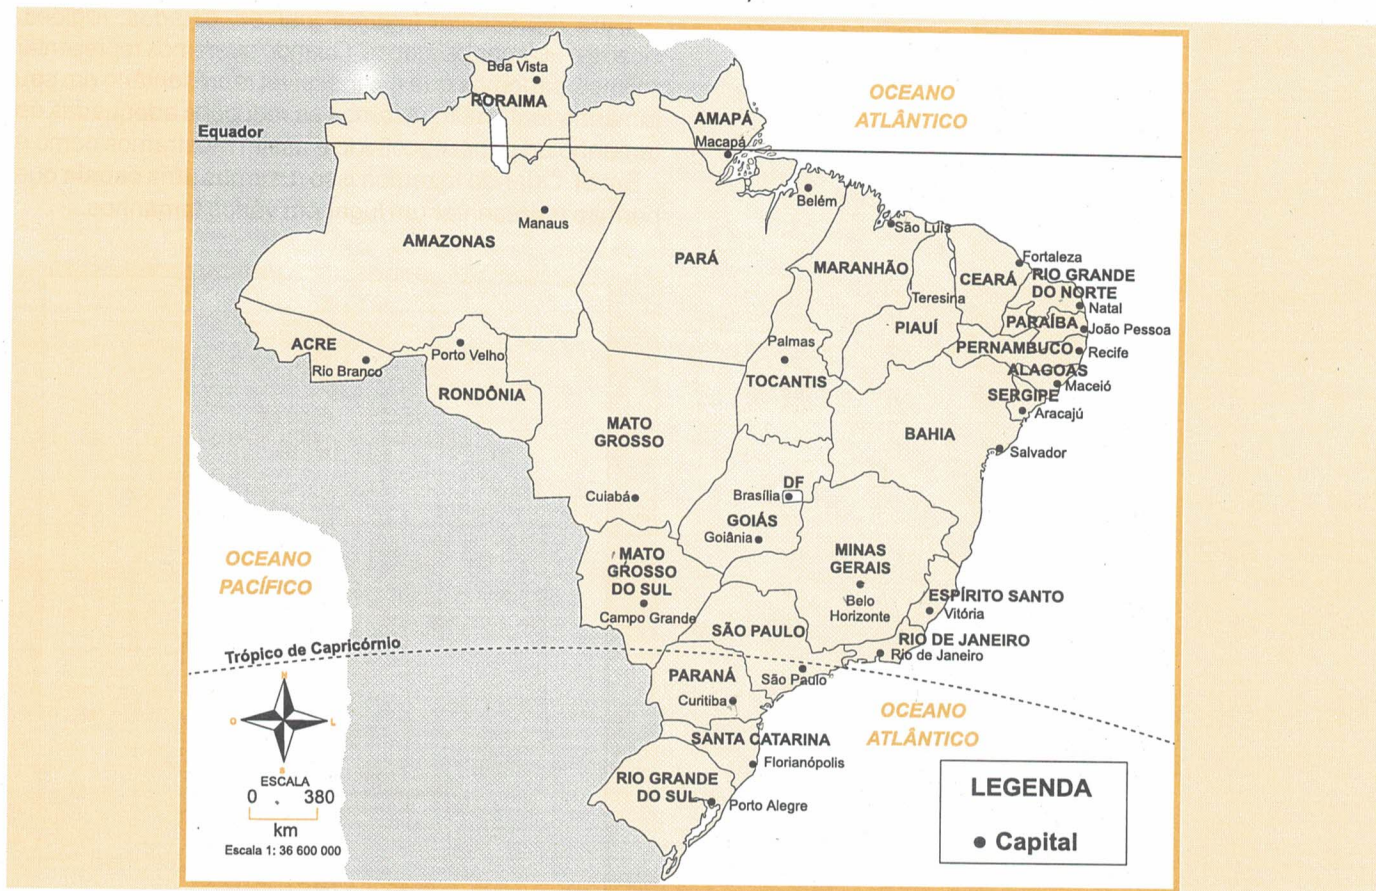 Boa Vista
RORAIMA
AMAPÁ
Macapá
OCEANO
ATLÂNTICO
Equador
Belém
São Luís
Manaus
AMAZONAS
PARÁ
MARANHÃO
Teresina
CEARÁ
Fortaleza
RIO GRANDE
DO NORTE
Natal
PIAUÍ
PARAÍBA
João Pessoa
PERNAMBUCO
Recife
ACRE
Rio Branco
Porto Velho
RONDÔNIA
Palmas
TOCANTIS
ALAGOAS
Maceió
SERGIPE
Aracajú
MATO
GROSSO
BAHIA
Salvador
Cuiabá
DF
Brasília
GOIÁS
Goiânia
OCEANO
PACÍFICO
MATO
GROSSO
DO SUL
Campo Grande
MINAS
GERAIS
Belo
Horizonte
ESPÍRITO SANTO
Vitória
SÃO PAULO
RIO DE JANEIRO
Rio de Janeiro
Trópico de Capricórnio
PARANÁ
São Paulo
Curitiba
OCEANO
ATLÂNTICO
SANTA CATARINA
Florianópolis
RIO GRANDE
DO SUL
Porto Alegre
N
O
L
S
ESCALA
0 380
km
Escala 1: 36 600 000
LEGENDA
Capital